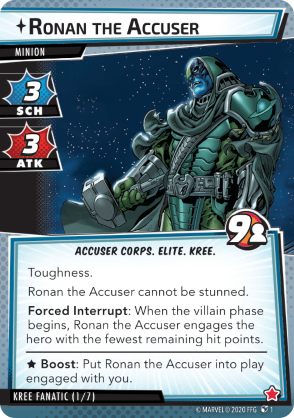 RONAN THE ACCUSER
MINION
3
SCH
3
ATK
9
ACCUSER CORPS. ELITE. KREE.
Toughness.
Ronan the Accuser cannot be stunned.
Forced Interrupt: When the villain phase
begins, Ronan the Accuser engages the
hero with the fewest remaining hit points.
★ Boost: Put Ronan the Accuser into play
engaged with you.
KREE FANATIC (1/7)
© MARVEL © 2020 FFG 1